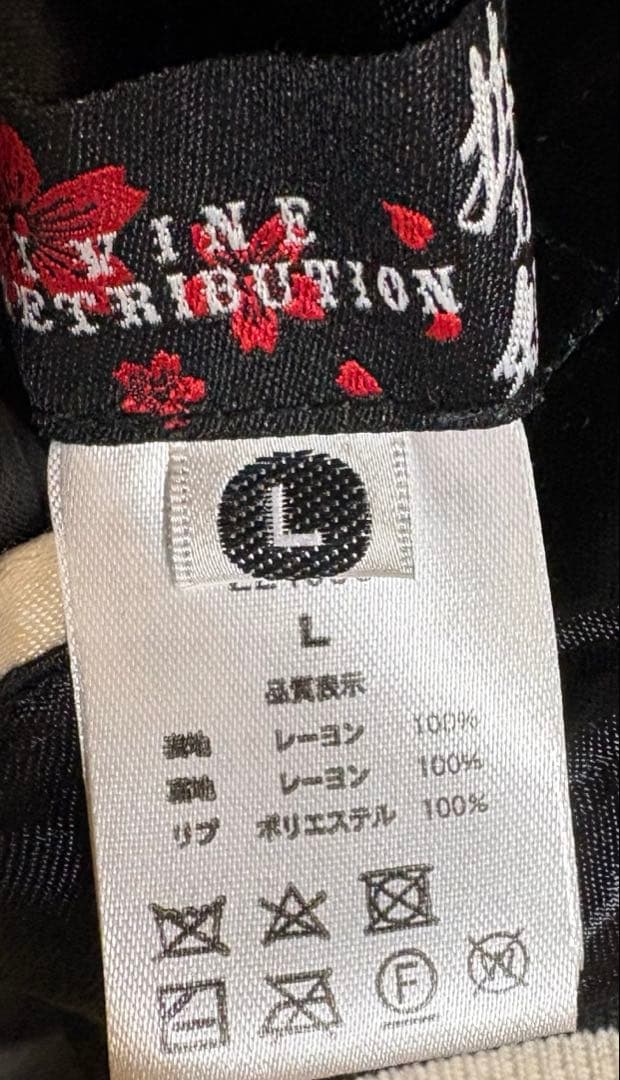 IVINE
ETRIBUTION
L
L
品質表示
表地 レーヨン 100%
裏地 レーヨン 100%
リブ ポリエステル 100%
F
W